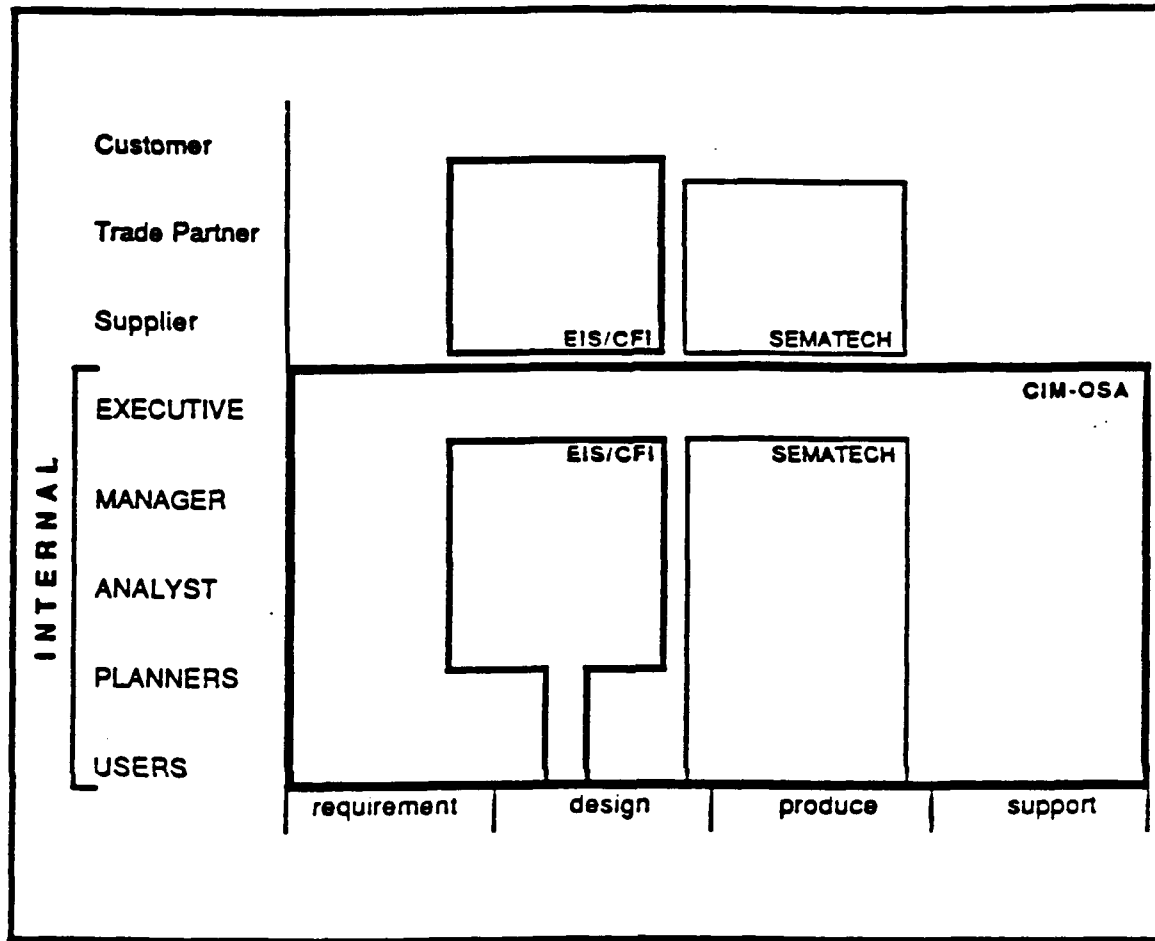 Customer
Trade Partner
Supplier
EIS/CFI
SEMATECH
CIM-OSA
INTERNAL
EXECUTIVE
MANAGER
ANALYST
PLANNERS
USERS
EIS/CFI
SEMATECH
requirement
design
produce
support